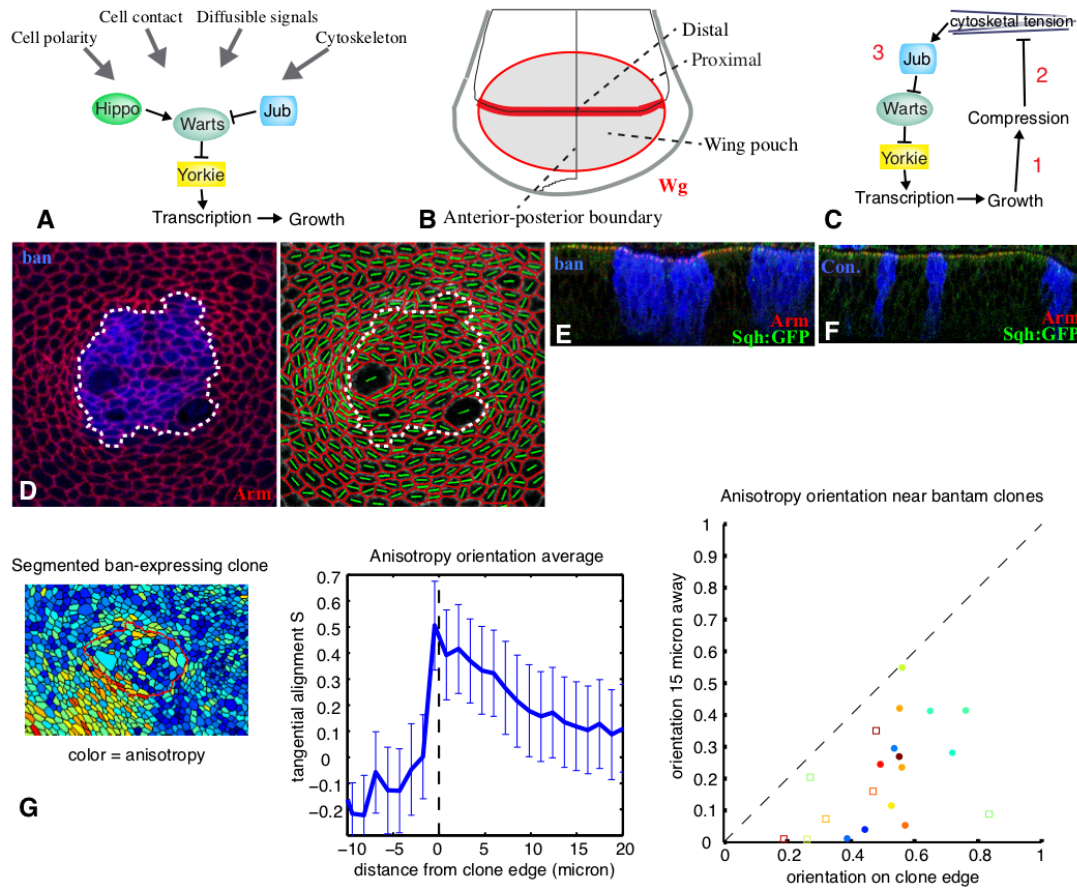 Cell polarity
Cell contact
Diffusible signals
Cytoskeleton
Hippo
Warts
Jub
Yorkie
Transcription
Growth
A
Distal
Proximal
Wing pouch
Wg
Anterior-posterior boundary
B
cytosketal tension
3
Jub
2
Warts
Compression
Yorkie
1
Transcription
Growth
C
ban
D
Arm
ban
E
Arm
Sqh:GFP
Con.
F
Arm
Sqh:GFP
Segmented ban-expressing clone
color = anisotropy
G
Anisotropy orientation average
tangential alignment S
0.7
0.6
0.5
0.4
0.3
0.2
0.1
0
-0.1
-0.2
−10
−5
0
5
10
15
20
distance from clone edge (micron)
Anisotropy orientation near bantam clones
orientation 15 micron away
1
0.9
0.8
0.7
0.6
0.5
0.4
0.3
0.2
0.1
0
0
0.2
0.4
0.6
0.8
1
orientation on clone edge